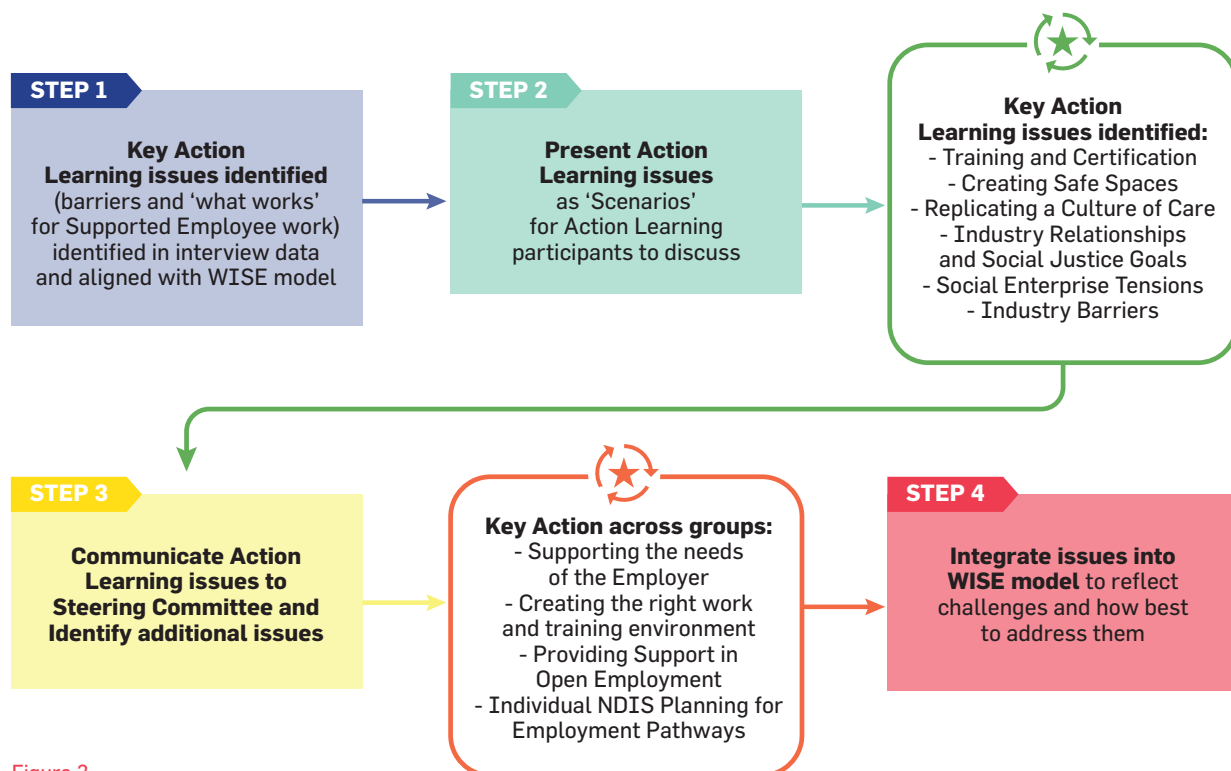 STEP 1
Key Action
Learning issues identified
(barriers and ‘what works’
for Supported Employee work)
identified in interview data
and aligned with WISE model
STEP 2
Present Action
Learning issues
as ‘Scenarios’
for Action Learning
participants to discuss
Key Action
Learning issues identified:
- Training and Certification
- Creating Safe Spaces
- Replicating a Culture of Care
- Industry Relationships
and Social Justice Goals
- Social Enterprise Tensions
- Industry Barriers
STEP 3
Communicate Action
Learning issues to
Steering Committee and
Identify additional issues
Key Action across groups:
- Supporting the needs
of the Employer
- Creating the right work
and training environment
- Providing Support in
Open Employment
- Individual NDIS Planning for
Employment Pathways
STEP 4
Integrate issues into
WISE model to reflect
challenges and how best
to address them